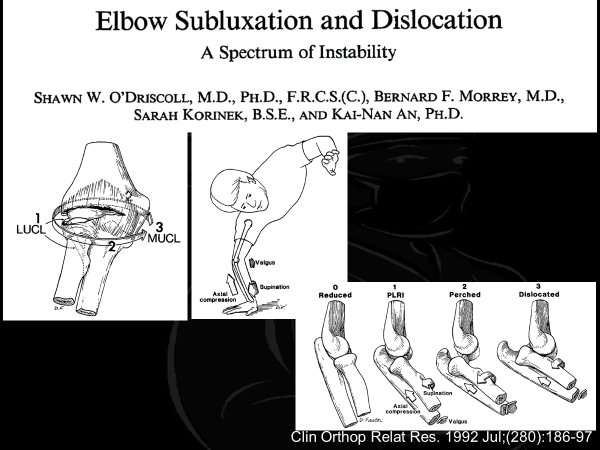 Elbow Subluxation and Dislocation
A Spectrum of Instability
SHAWN W. O'DRISCOLL, M.D., PH.D., F.R.C.S.(C.), BERNARD F. MORREY, M.D.,
SARAH KORINEK, B.S.E., AND KAI-NAN AN, PH.D.
1
LUCL
2
3
MUCL
D.F.
Valgus
Supination
Axial
compression
D.F.
0
Reduced
1
PLRI
2
Perched
3
Dislocated
Supination
Axial
compression
Valgus
Clin Orthop Relat Res. 1992 Jul;(280):186-97